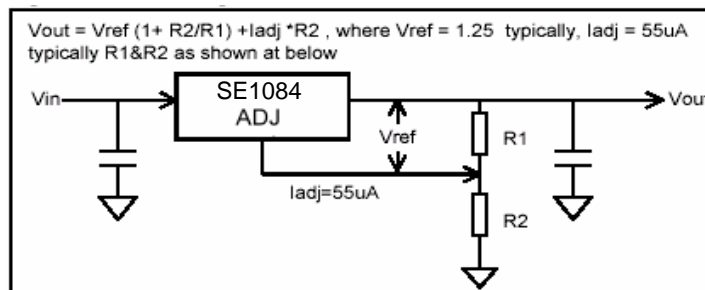 Vout = Vref (1+ R2/R1) +Iadj *R2 , where Vref = 1.25 typically, Iadj = 55uA
typically R1&R2 as shown at below
Vin
SE1084
ADJ
Vout
Vref
R1
Iadj=55uA
R2